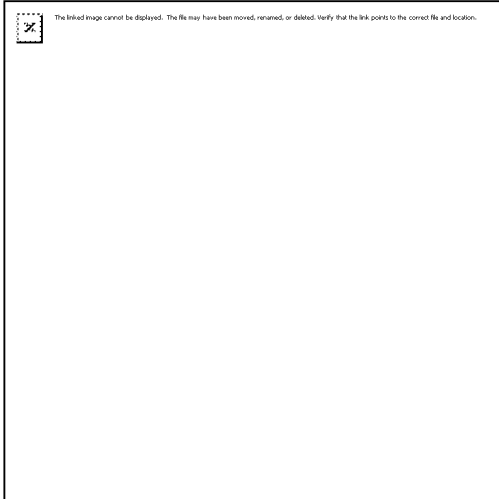 The linked image cannot be displayed. The file may have been moved, renamed, or deleted. Verify that the link points to the correct file and location.